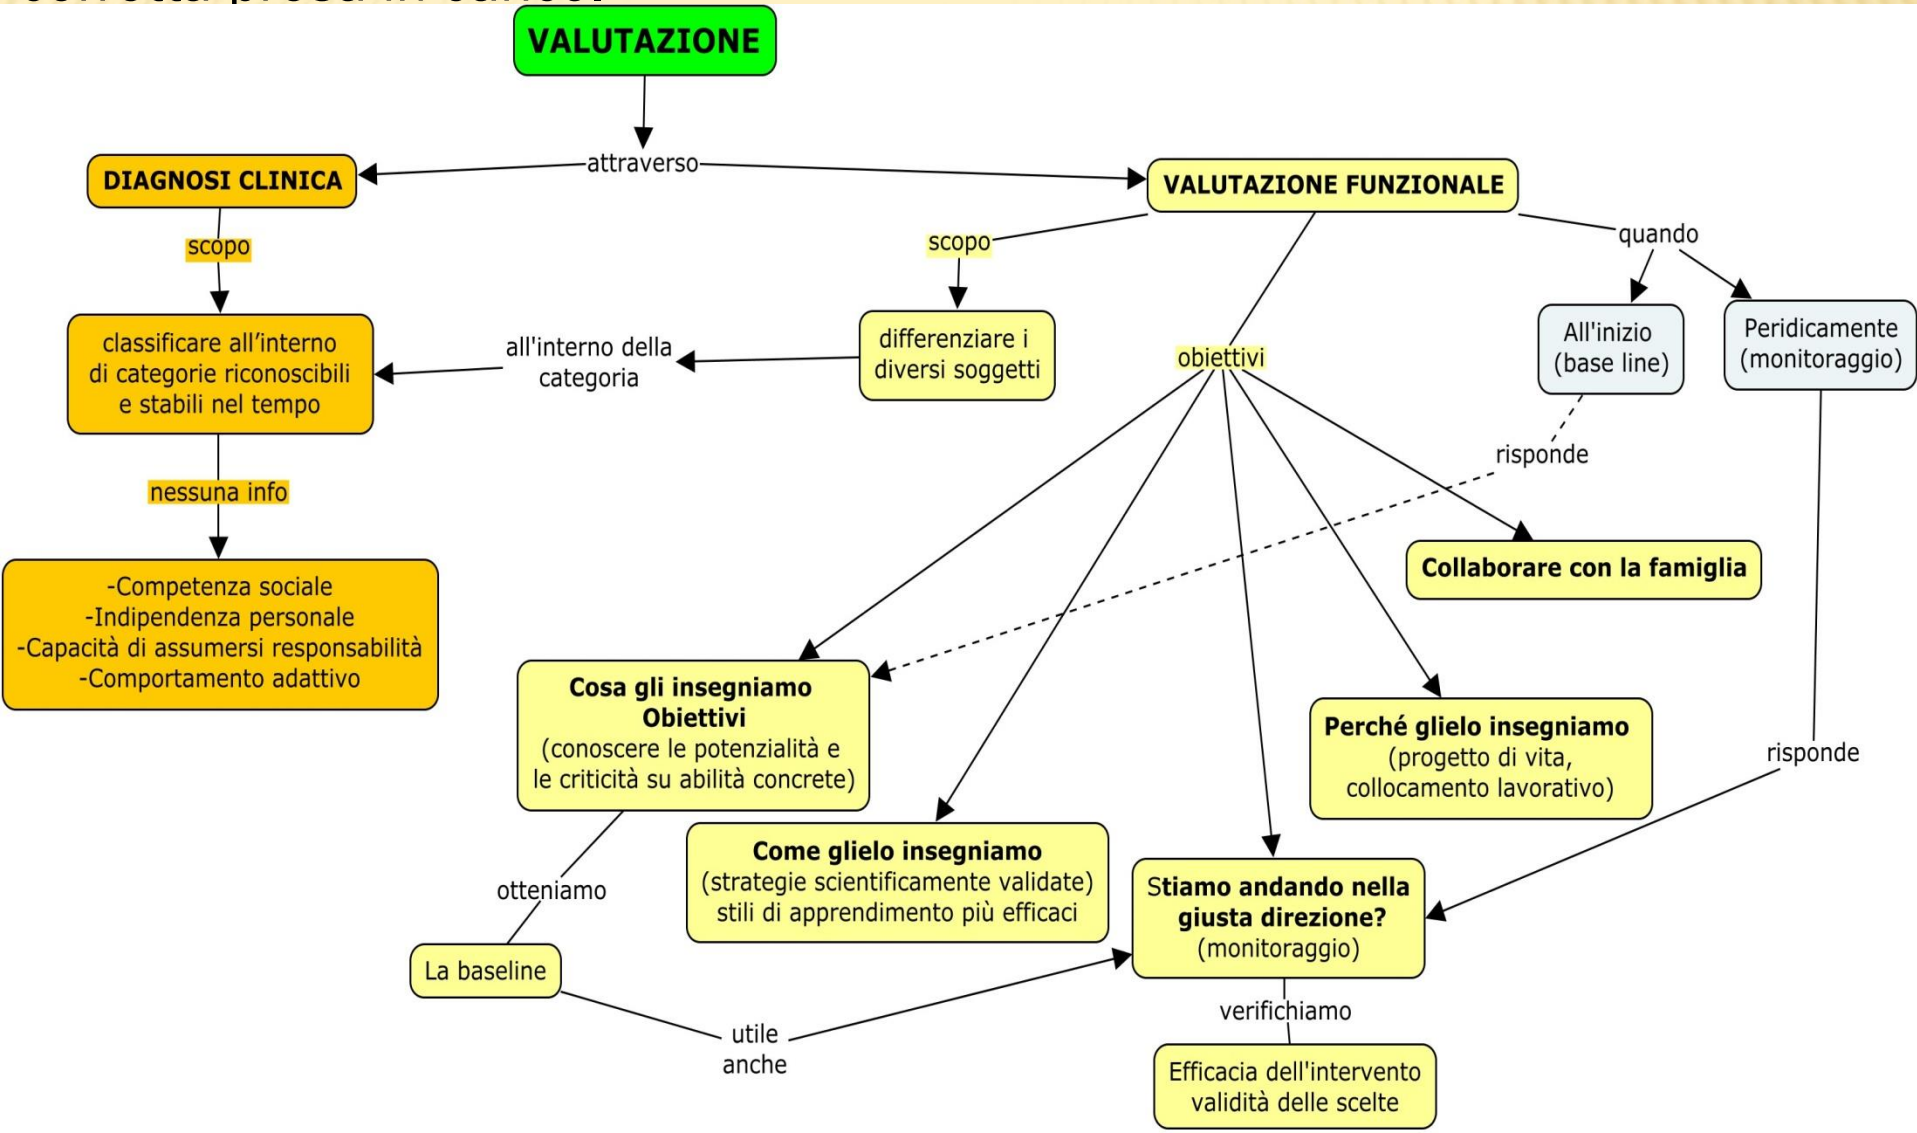 VALUTAZIONE
attraverso
DIAGNOSI CLINICA
VALUTAZIONE FUNZIONALE
scopo
scopo
quando
classificare all’interno
di categorie riconoscibili
e stabili nel tempo
all'interno della
categoria
differenziare i
diversi soggetti
obiettivi
All'inizio
(base line)
Peridicamente
(monitoraggio)
risponde
nessuna info
-Competenza sociale
-Indipendenza personale
-Capacità di assumersi responsabilità
-Comportamento adattivo
Collaborare con la famiglia
Cosa gli insegniamo
Obiettivi
(conoscere le potenzialità e
le criticità su abilità concrete)
Perché glielo insegniamo
(progetto di vita,
collocamento lavorativo)
risponde
Come glielo insegniamo
(strategie scientificamente validate)
stili di apprendimento più efficaci
Stiamo andando nella
giusta direzione?
(monitoraggio)
otteniamo
La baseline
utile
anche
verifichiamo
Efficacia dell'intervento
validità delle scelte